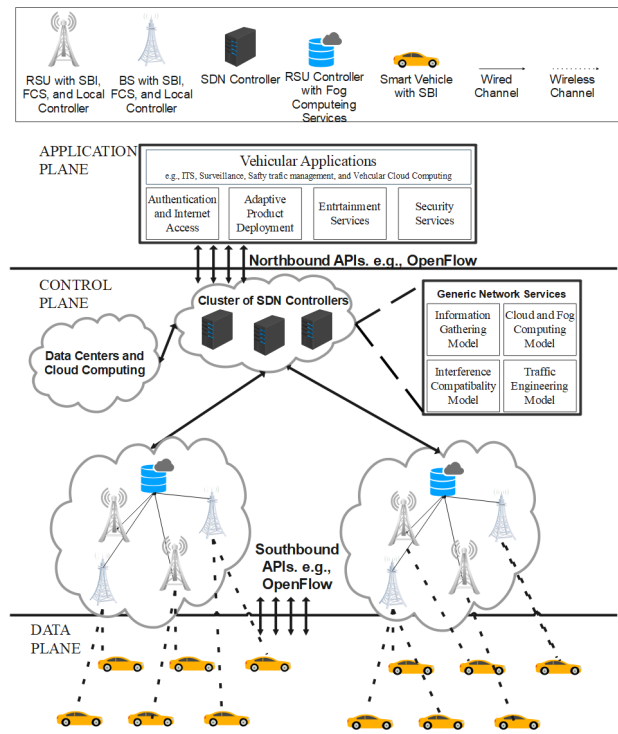 RSU with SBI,
FCS, and Local
Controller
BS with SBI,
FCS, and Local
Controller
SDN Controller
RSU Controller
with Fog
Computeing
Services
Smart Vehicle
with SBI
Wired
Channel
Wireless
Channel
APPLICATION
PLANE
Vehicular Applications
e.g., ITS, Surveillance, Safty trafic management, and Vehcular Cloud Computing
Authentication
and Internet
Access
Adaptive
Product
Deployment
Entrtainment
Services
Security
Services
Northbound APIs. e.g., OpenFlow
CONTROL
PLANE
Cluster of SDN Controllers
Data Centers and
Cloud Computing
Generic Network Services
Information
Gathering
Model
Cloud and Fog
Computing
Model
Interference
Compatibality
Model
Traffic
Engineering
Model
Southbound
APIs. e.g.,
OpenFlow
DATA
PLANE